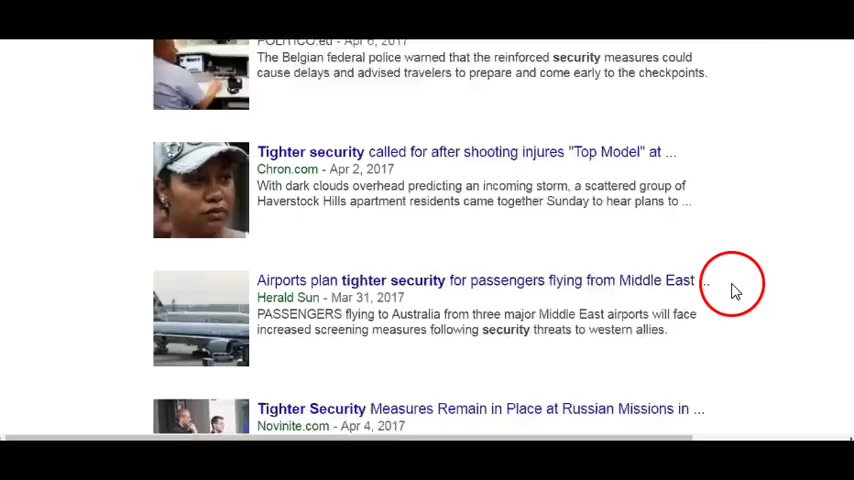 POLITICO.eu - Apr 6, 2017
The Belgian federal police warned that the reinforced security measures could
cause delays and advised travelers to prepare and come early to the checkpoints.
Tighter security called for after shooting injures "Top Model" at ...
Chron.com - Apr 2, 2017
With dark clouds overhead predicting an incoming storm, a scattered group of
Haverstock Hills apartment residents came together Sunday to hear plans to ...
Airports plan tighter security for passengers flying from Middle East ...
Herald Sun - Mar 31, 2017
PASSENGERS flying to Australia from three major Middle East airports will face
increased screening measures following security threats to western allies.
Tighter Security Measures Remain in Place at Russian Missions in ...
Novinite.com - Apr 4, 2017